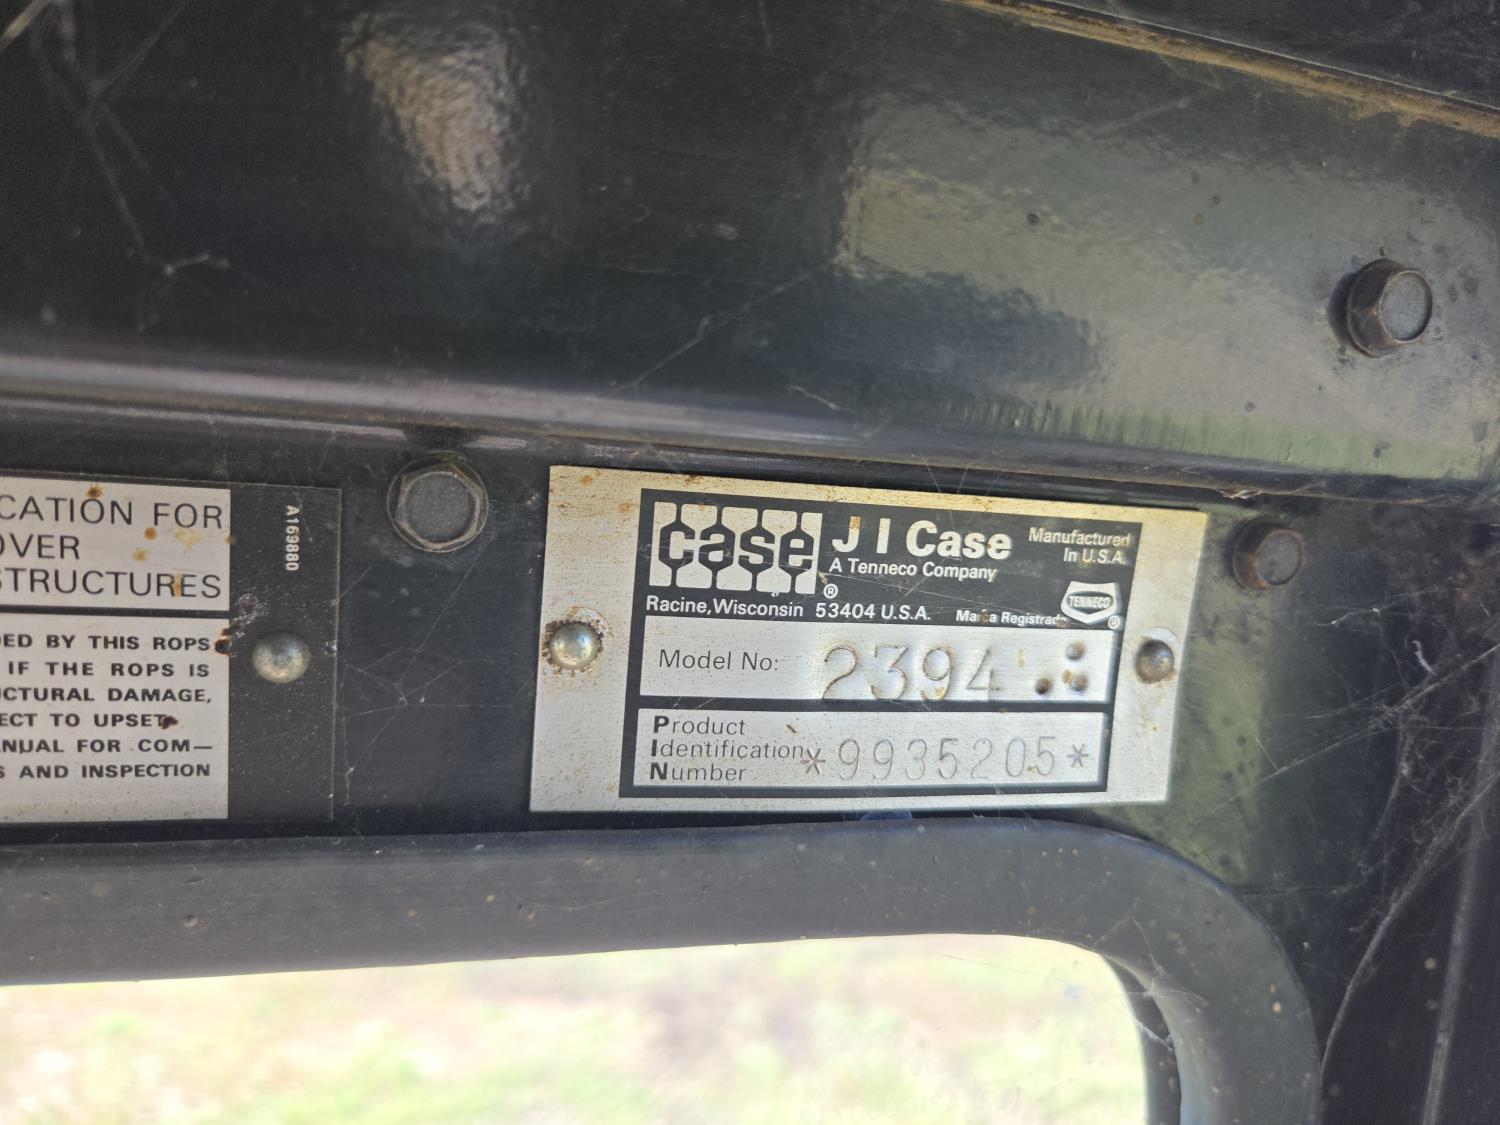 CATION FOR
OVER
STRUCTURES
A169880
DED BY THIS ROPS
IF THE ROPS IS
UCTURAL DAMAGE,
ECT TO UPSET,
ANUAL FOR COM—
S AND INSPECTION
case ® J I Case
A Tenneco Company
Manufactured
In U.S.A.
Racine, Wisconsin 53404 U.S.A.
Marca Registrada
TENNECO ®
Model No: 2394
Product
Identification
Number *9935205*